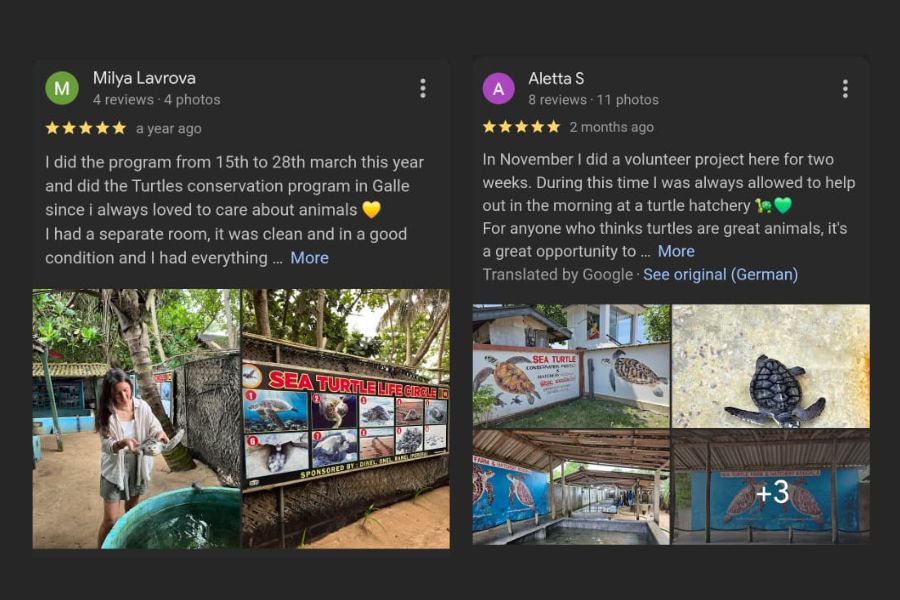 M
Milya Lavrova
4 reviews · 4 photos
a year ago
I did the program from 15th to 28th march this year
and did the Turtles conservation program in Galle
since i always loved to care about animals 💛
I had a separate room, it was clean and in a good
condition and I had everything ... More
SEA TURTLE LIFE CIRCLE
1
2
6
SPONSORED BY :
A
Aletta S
8 reviews · 11 photos
2 months ago
In November I did a volunteer project here for two
weeks. During this time I was always allowed to help
out in the morning at a turtle hatchery 🐢💚
For anyone who thinks turtles are great animals, it's
a great opportunity to ... More
Translated by Google · See original (German)
SEA TURTLE
CONSERVATION PROJECT
+3